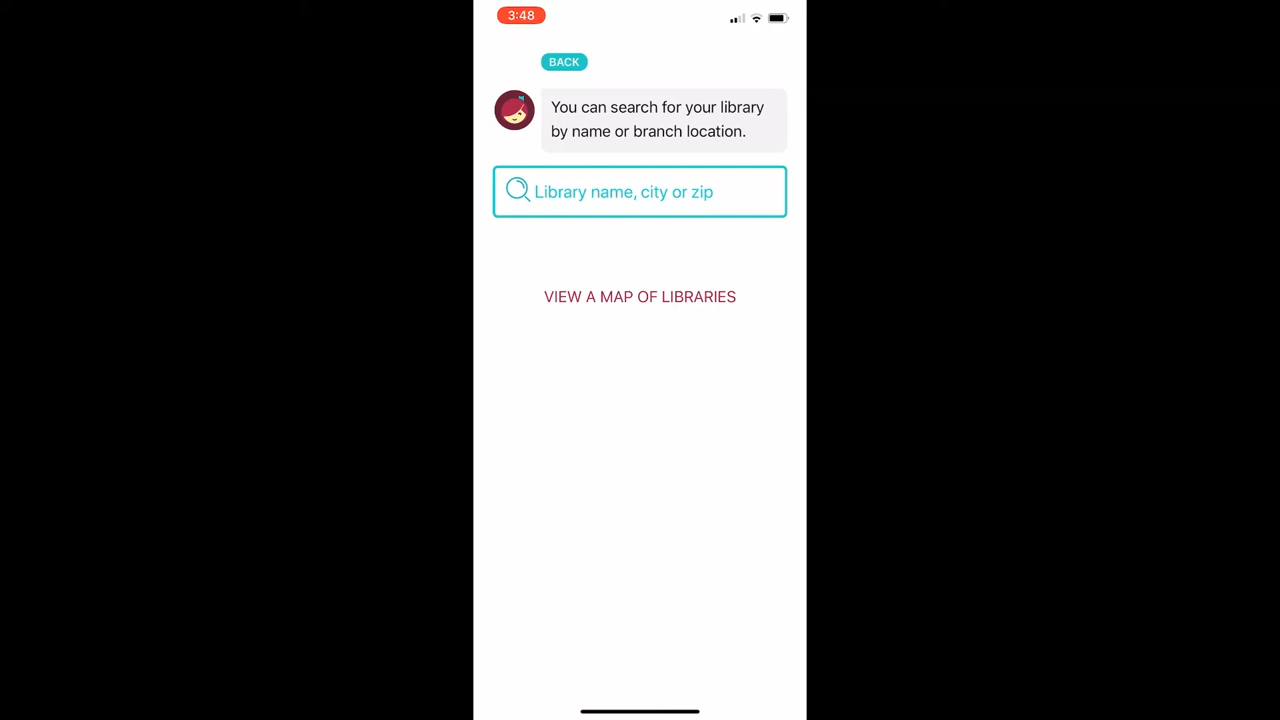 3:48
BACK
You can search for your library
by name or branch location.
Library name, city or zip
VIEW A MAP OF LIBRARIES